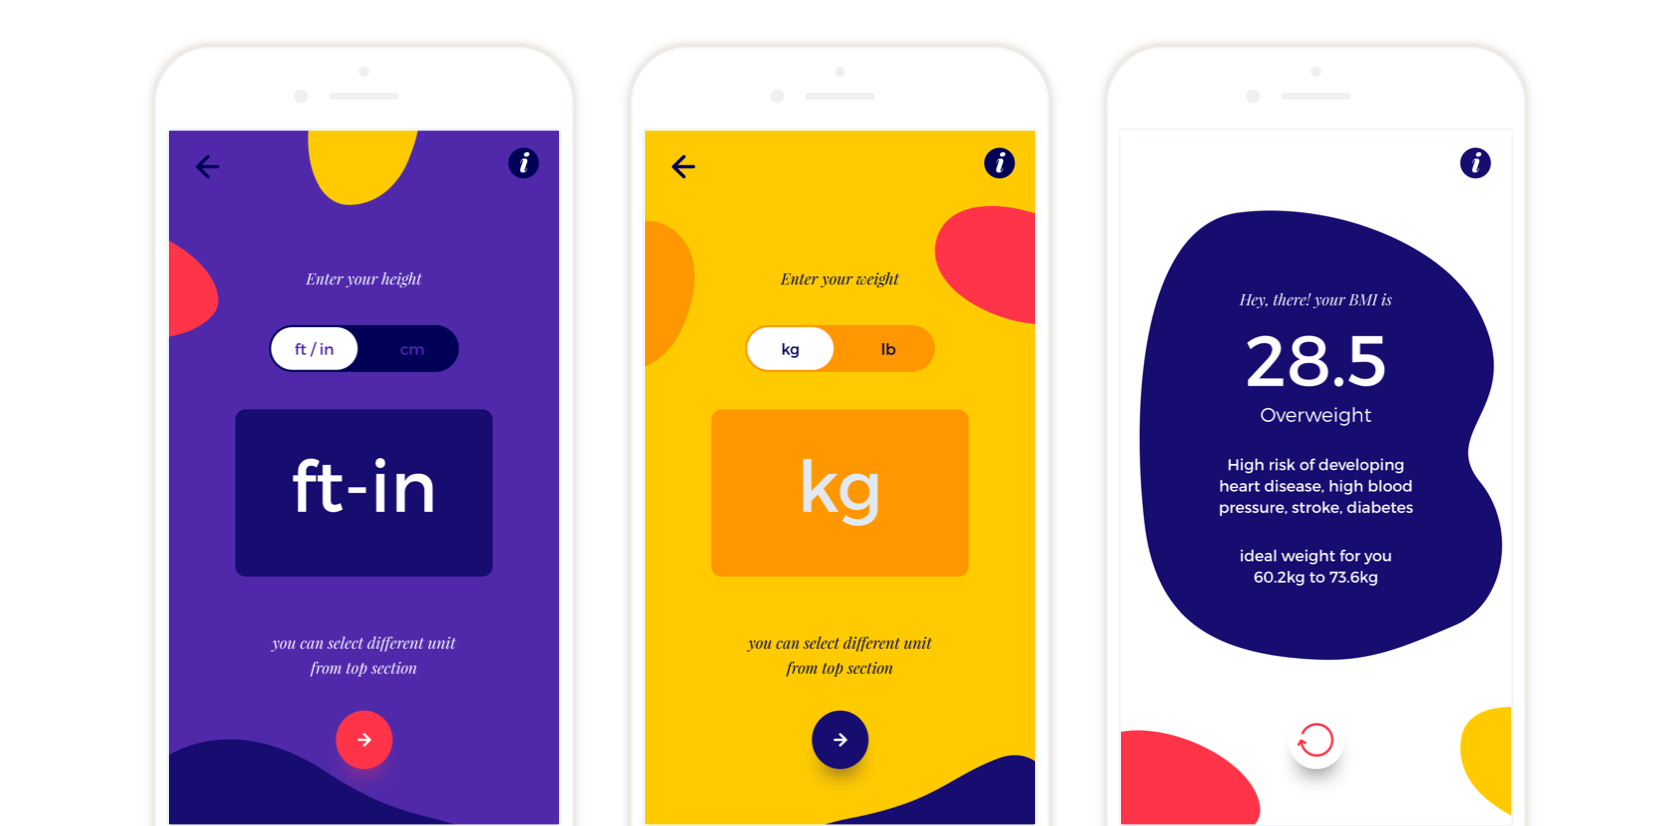 i
Enter your height
ft / in
cm
ft-in
you can select different unit
from top section
i
Enter your weight
kg
lb
kg
you can select different unit
from top section
i
Hey, there! your BMI is
28.5
Overweight
High risk of developing
heart disease, high blood
pressure, stroke, diabetes
ideal weight for you
60.2kg to 73.6kg